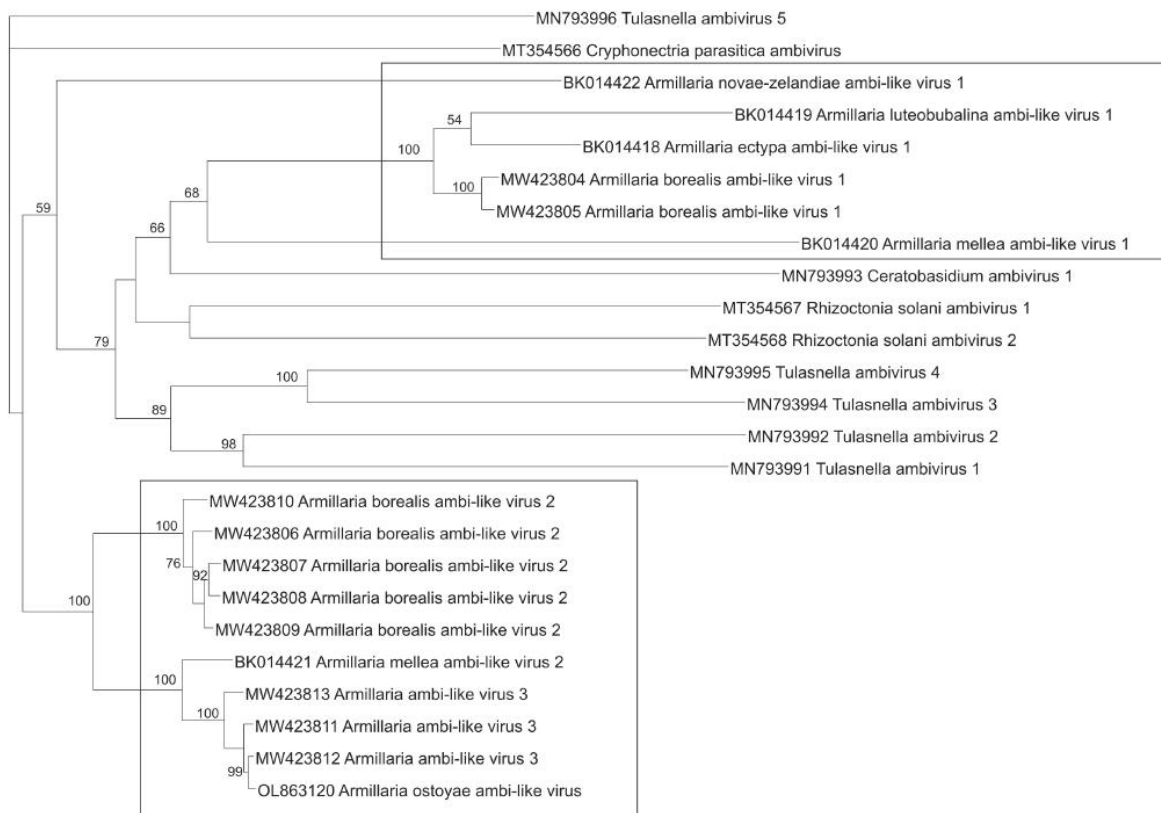 MN793996 Tulasnella ambivirus 5
MT354566 Cryphonectria parasitica ambivirus
BK014422 Armillaria novae-zelandiae ambi-like virus 1
54 BK014419 Armillaria luteobubalina ambi-like virus 1
100 BK014418 Armillaria ectypa ambi-like virus 1
MW423804 Armillaria borealis ambi-like virus 1
100
68 MW423805 Armillaria borealis ambi-like virus 1
59
66 BK014420 Armillaria mellea ambi-like virus 1
MN793993 Ceratobasidium ambivirus 1
MT354567 Rhizoctonia solani ambivirus 1
79 MT354568 Rhizoctonia solani ambivirus 2
100 MN793995 Tulasnella ambivirus 4
MN793994 Tulasnella ambivirus 3
89
MN793992 Tulasnella ambivirus 2
98
MN793991 Tulasnella ambivirus 1
MW423810 Armillaria borealis ambi-like virus 2
100 MW423806 Armillaria borealis ambi-like virus 2
76 MW423807 Armillaria borealis ambi-like virus 2
92
MW423808 Armillaria borealis ambi-like virus 2
100
MW423809 Armillaria borealis ambi-like virus 2
BK014421 Armillaria mellea ambi-like virus 2
100
MW423813 Armillaria ambi-like virus 3
100
MW423811 Armillaria ambi-like virus 3
MW423812 Armillaria ambi-like virus 3
99
OL863120 Armillaria ostoyae ambi-like virus